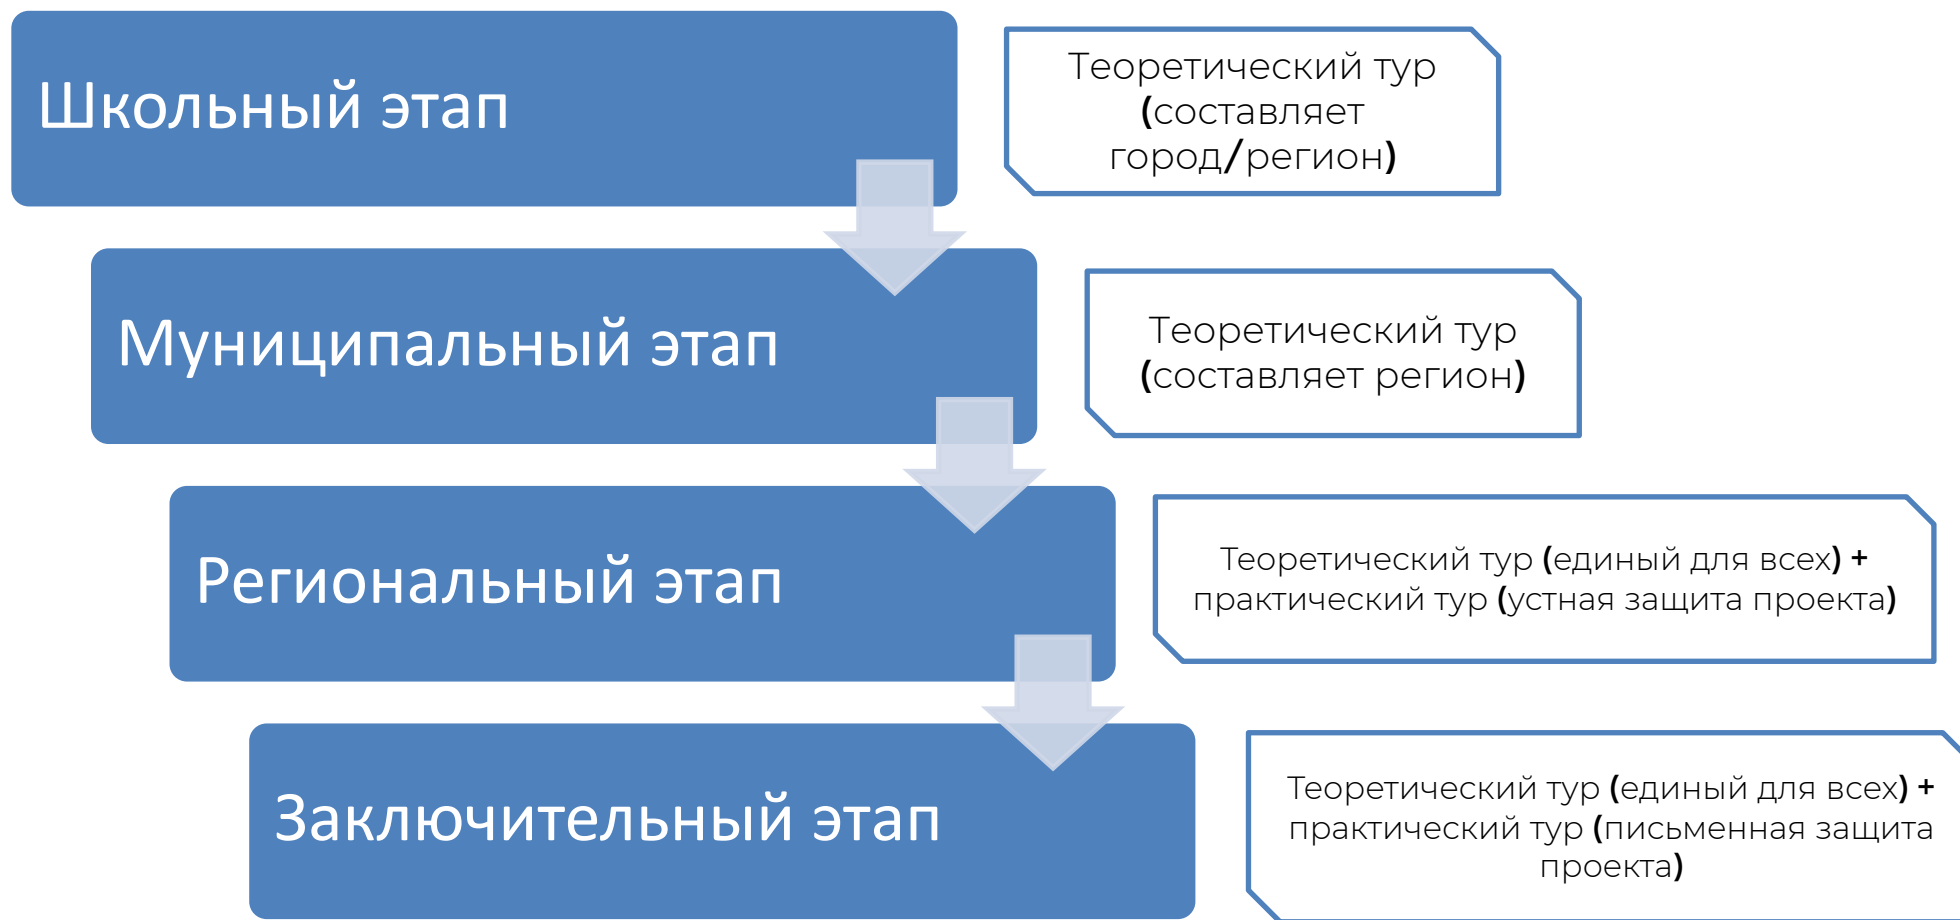 Школьный этап
Теоретический тур
(составляет
город/регион)
Муниципальный этап
Теоретический тур
(составляет регион)
Региональный этап
Теоретический тур (единый для всех) +
практический тур (устная защита проекта)
Заключительный этап
Теоретический тур (единый для всех) +
практический тур (письменная защита
проекта)